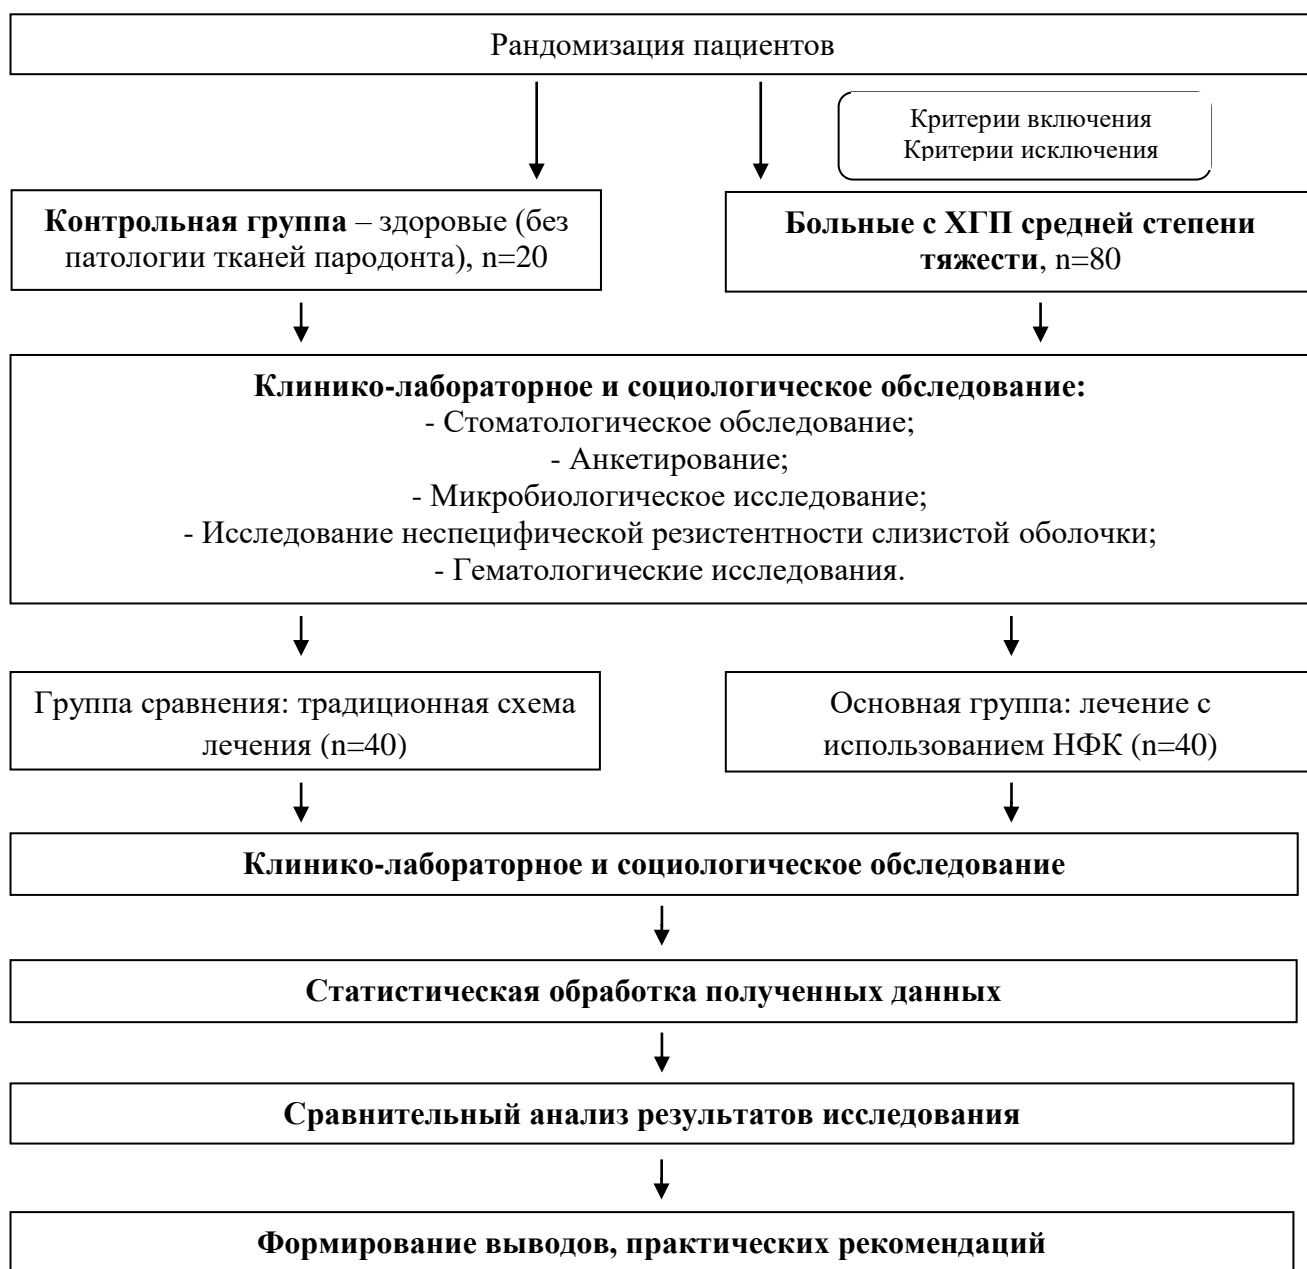 Рандомизация пациентов
Критерии включения
Критерии исключения
Контрольная группа – здоровые (без
патологии тканей пародонта), n=20
Больные с ХГП средней степени
тяжести, n=80
Клинико-лабораторное и социологическое обследование:
- Стоматологическое обследование;
- Анкетирование;
- Микробиологическое исследование;
- Исследование неспецифической резистентности слизистой оболочки;
- Гематологические исследования.
Группа сравнения: традиционная схема
лечения (n=40)
Основная группа: лечение с
использованием НФК (n=40)
Клинико-лабораторное и социологическое обследование
Статистическая обработка полученных данных
Сравнительный анализ результатов исследования
Формирование выводов, практических рекомендаций